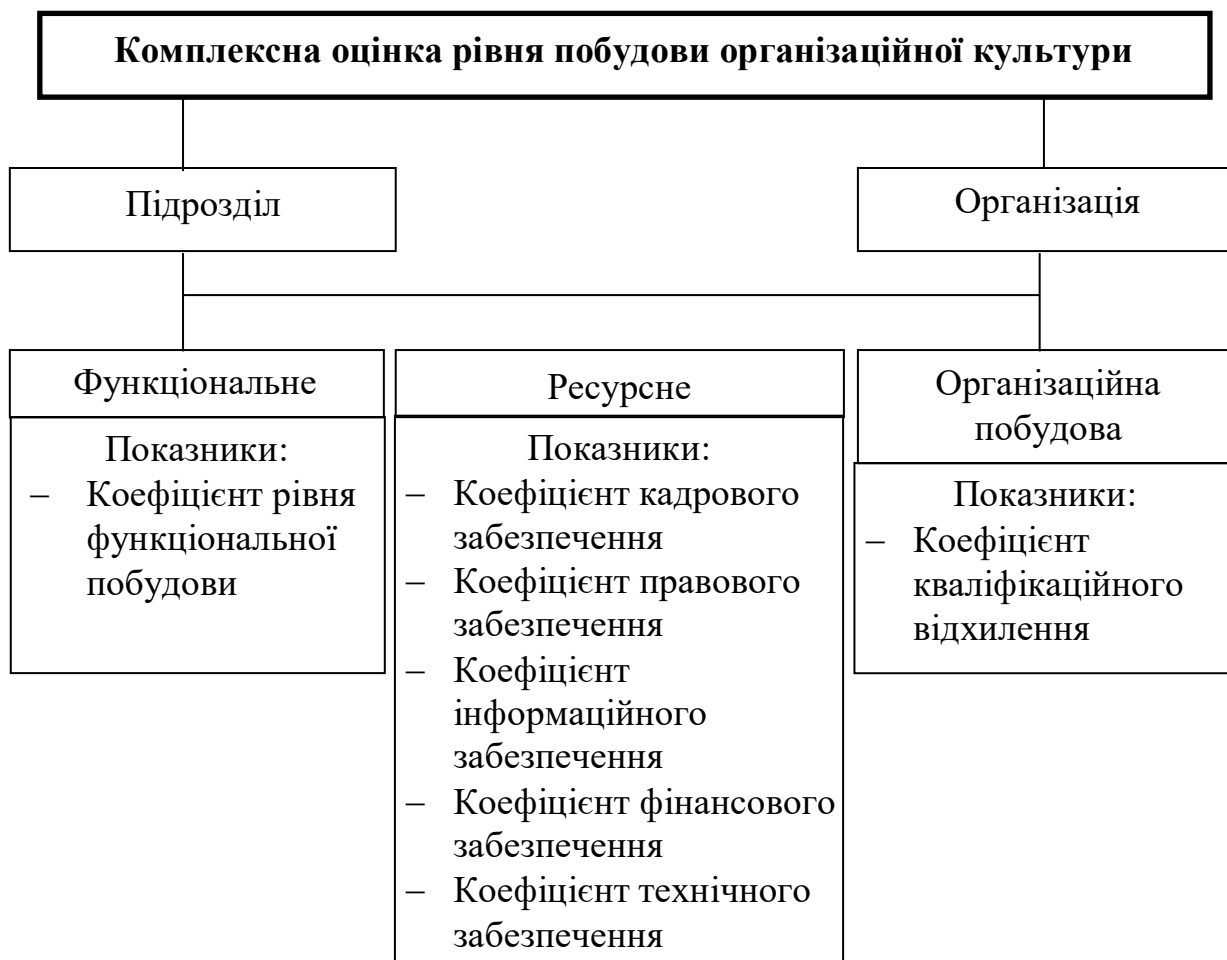 Комплексна оцінка рівня побудови організаційної культури
Підрозділ
Організація
Функціональне
Показники:
– Коефіцієнт рівня
функціональної
побудови
Ресурсне
Показники:
– Коефіцієнт кадрового
забезпечення
– Коефіцієнт правового
забезпечення
– Коефіцієнт
інформаційного
забезпечення
– Коефіцієнт фінансового
забезпечення
– Коефіцієнт технічного
забезпечення
Організаційна
побудова
Показники:
– Коефіцієнт
кваліфікаційного
відхилення